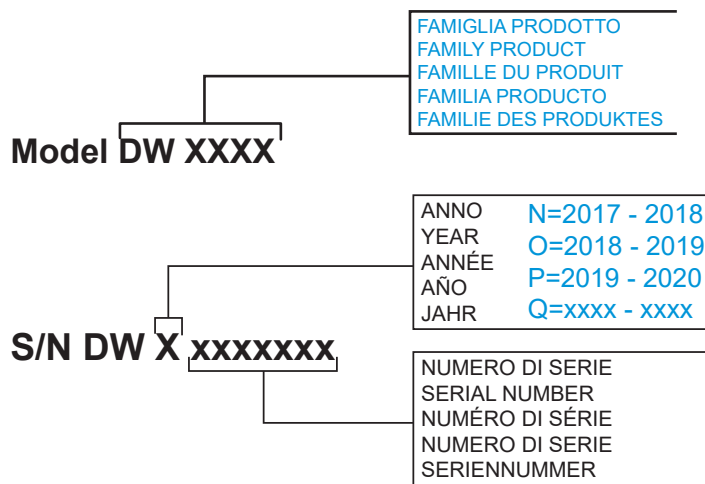 FAMIGLIA PRODOTTO
FAMILY PRODUCT
FAMILLE DU PRODUIT
FAMILIA PRODUCTO
FAMILIE DES PRODUKTES
Model DW XXXX
ANNO
YEAR
ANNÉE
AÑO
JAHR
N=2017 - 2018
O=2018 - 2019
P=2019 - 2020
Q=xxxx - xxxx
S/N DW X xxxxxxx
NUMERO DI SERIE
SERIAL NUMBER
NUMÉRO DI SÉRIE
NUMERO DI SERIE
SERIENNUMMER